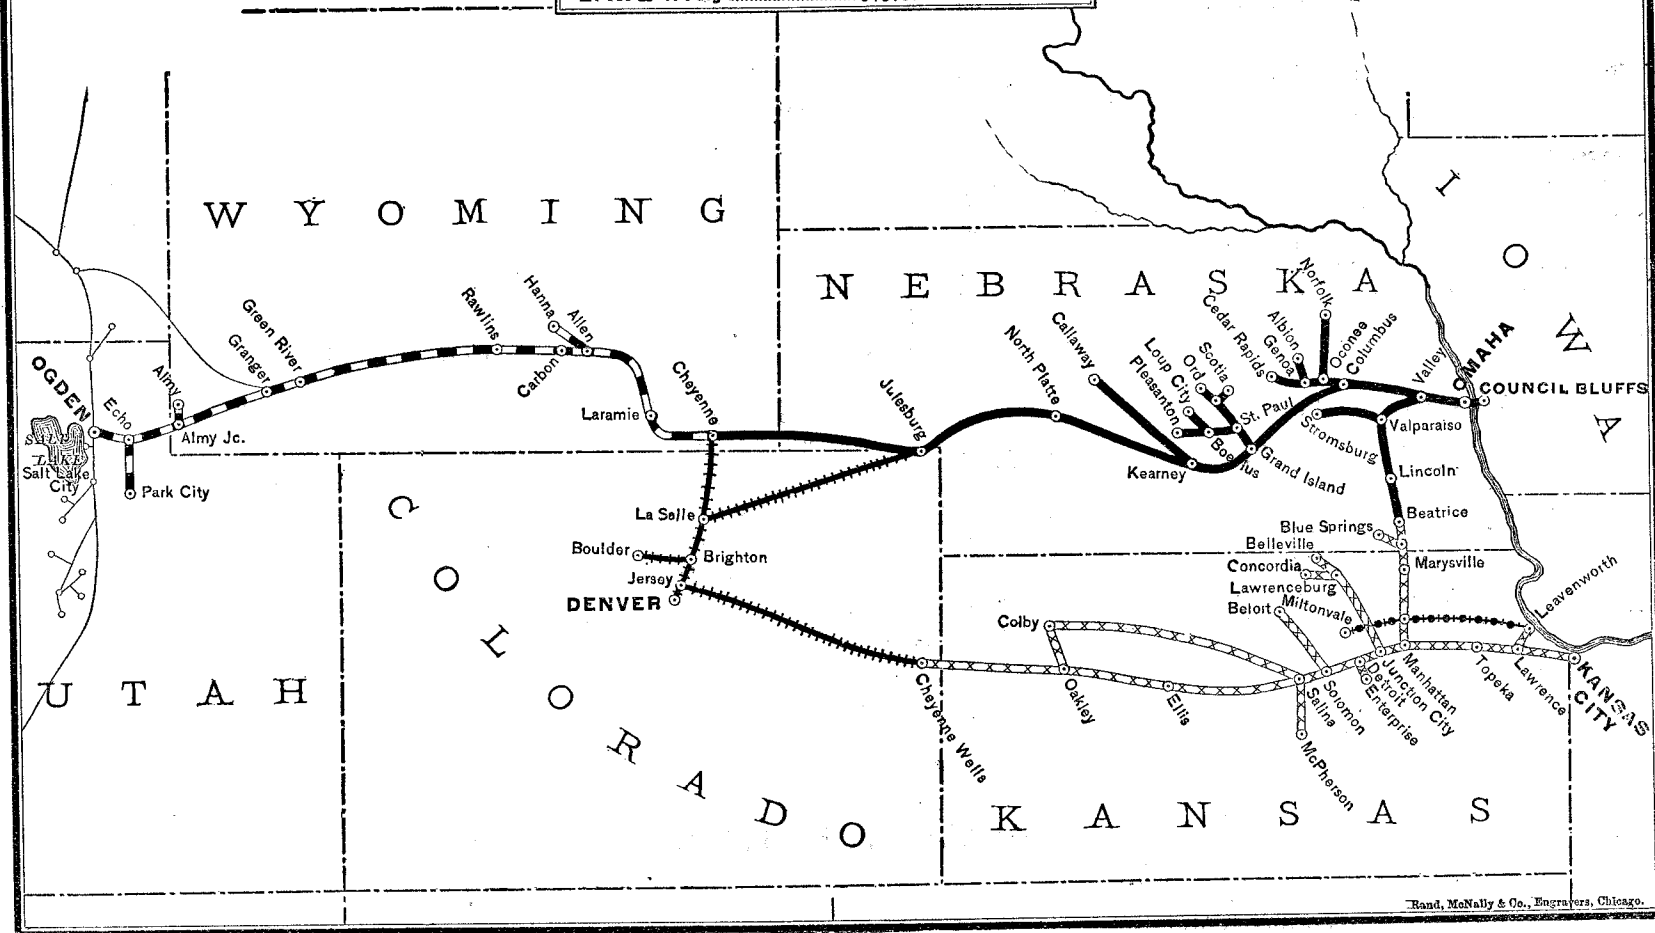 WYOMING
IOWA
NEBRASKA
Norfolk
Cedar Rapids
Albion
Genoa
Oconee
Columbus
Hanna
Allen
Rawlins
Green River
Granger
Carbon
Callaway
North Platte
Loup City
Pleasanton
Ord
Scotia
Valley
OMAHA
COUNCIL BLUFFS
OGDEN
Almy
Echo
Cheyenne
Julesburg
Laramie
St. Paul
Stromsburg
Valparaiso
Almy Jc.
Boelus
Grand Island
Kearney
Lincoln
SALT
LAKE
Salt Lake
City
Park City
COLORADO
La Salle
Beatrice
Blue Springs
Belleville
Boulder
Brighton
Marysville
Concordia
Jersey
Lawrenceburg
DENVER
Beloit
Miltonvale
Leavenworth
Colby
UTAH
Cheyenne Wells
Oakley
Ellis
Salina
Solomon
Detroit
Enterprise
Junction City
Manhattan
Topeka
Lawrence
KANSAS
CITY
McPherson
KANSAS
Rand, McNally & Co., Engravers, Chicago.